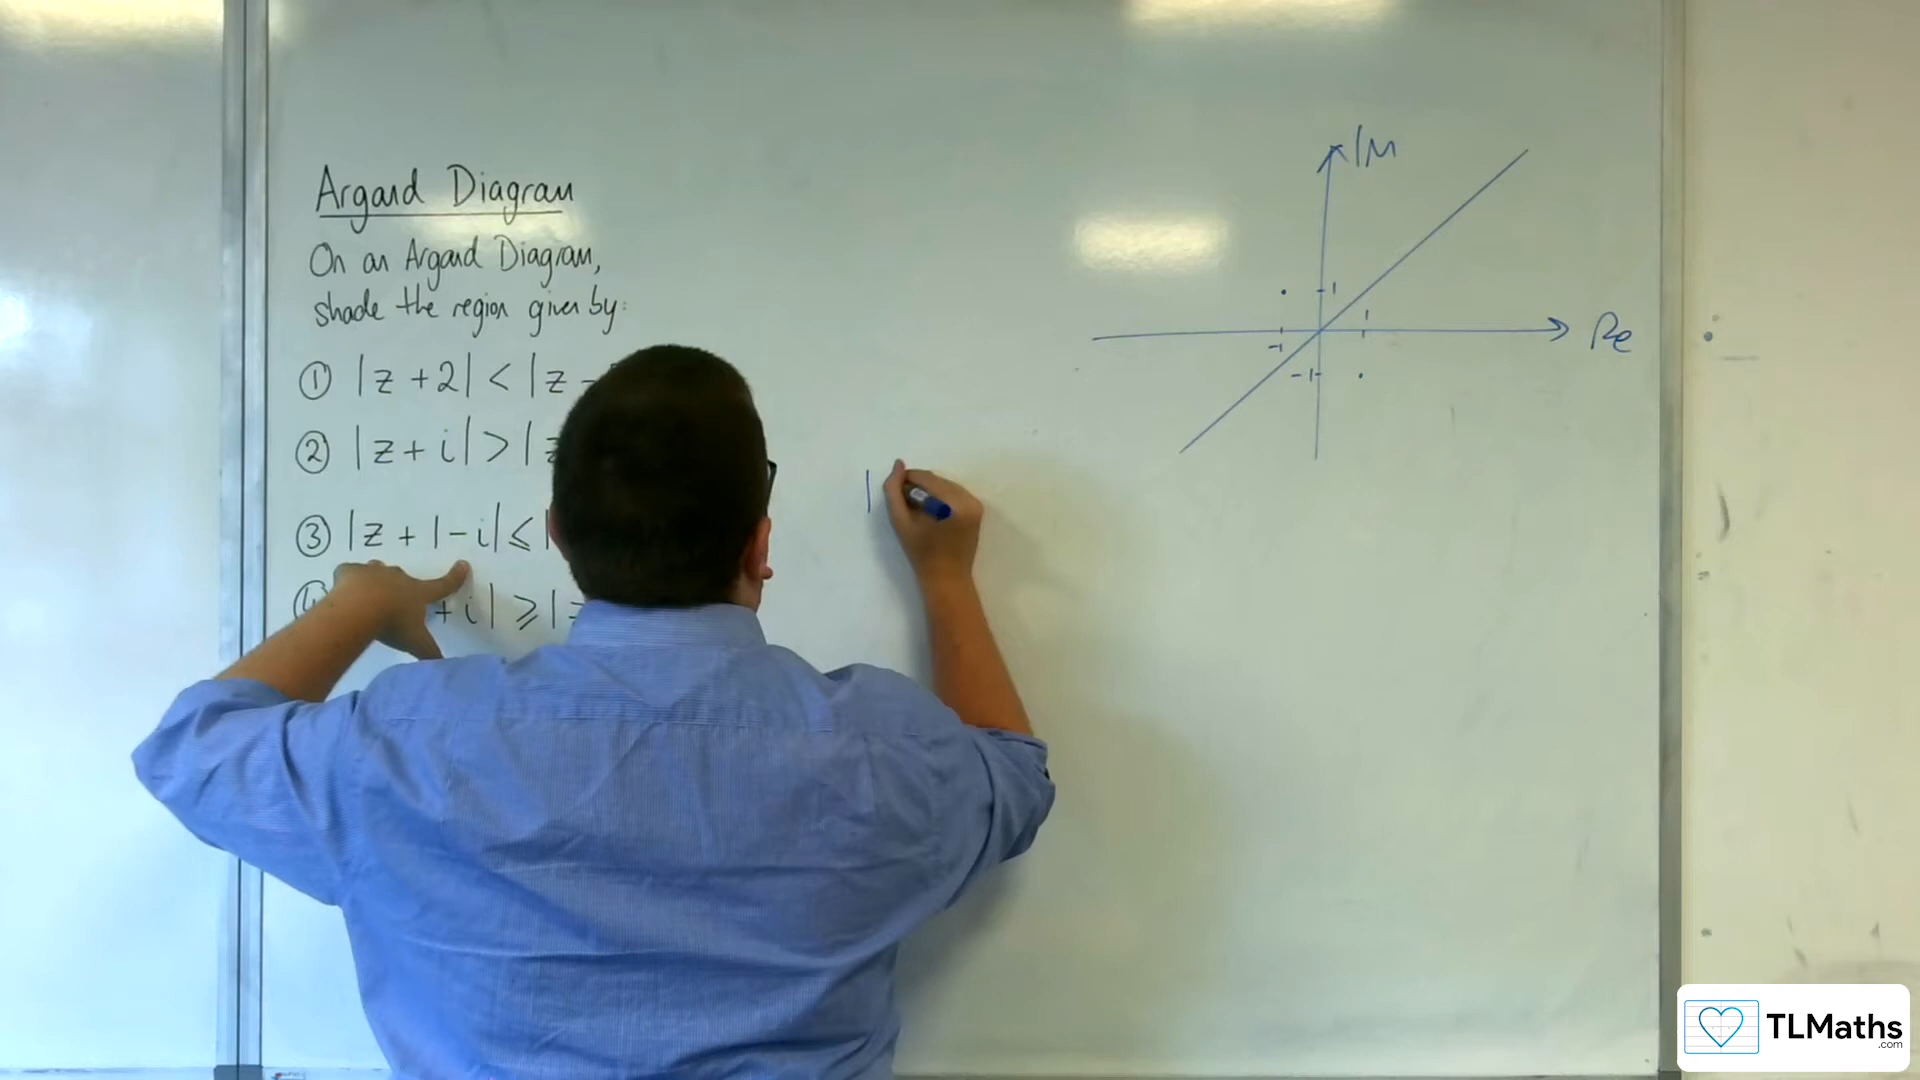 Argand Diagram
On an Argand Diagram,
shade the region given by:
① |z + 2| < |z -
② |z + i| > |z
③ |z + 1 - i| ≤ |
④ + i| ≥ |z
|
Im
1
1
-1
-1
Re
TLMaths
.com